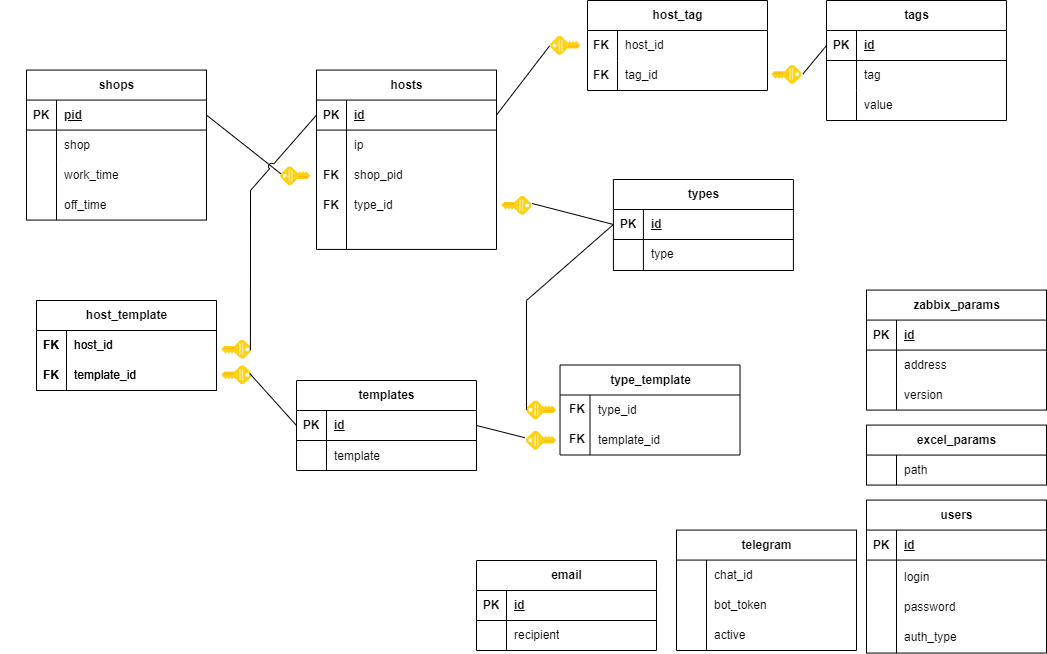 host_tag
FK host_id
FK tag_id
tags
PK id
tag
value
shops
PK pid
shop
work_time
off_time
hosts
PK id
ip
FK shop_pid
FK type_id
types
PK id
type
host_template
FK host_id
FK template_id
templates
PK id
template
type_template
FK type_id
FK template_id
zabbix_params
PK id
address
version
excel_params
path
users
PK id
login
password
auth_type
telegram
chat_id
bot_token
active
email
PK id
recipient